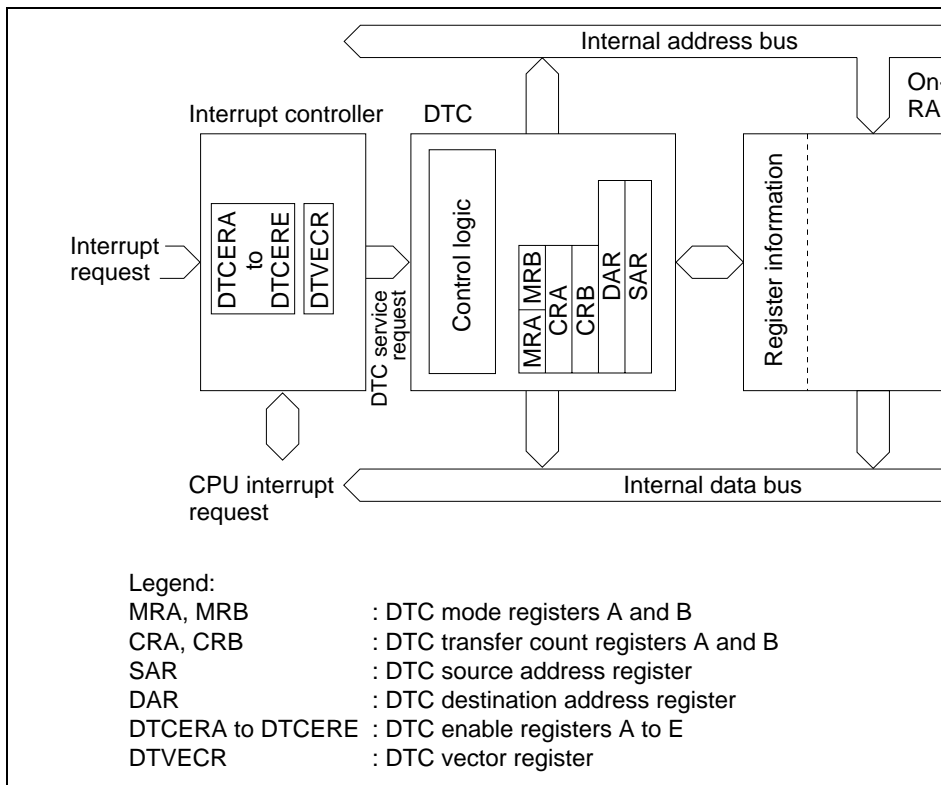 Internal address bus
On-
RA
Interrupt controller
DTC
Interrupt
request
DTCERA
to
DTCERE
DTVECR
DTC service
request
Control logic
MRA
MRB
CRA
CRB
DAR
SAR
Register information
CPU interrupt
request
Internal data bus
Legend:
MRA, MRB : DTC mode registers A and B
CRA, CRB : DTC transfer count registers A and B
SAR : DTC source address register
DAR : DTC destination address register
DTCERA to DTCERE : DTC enable registers A to E
DTVECR : DTC vector register